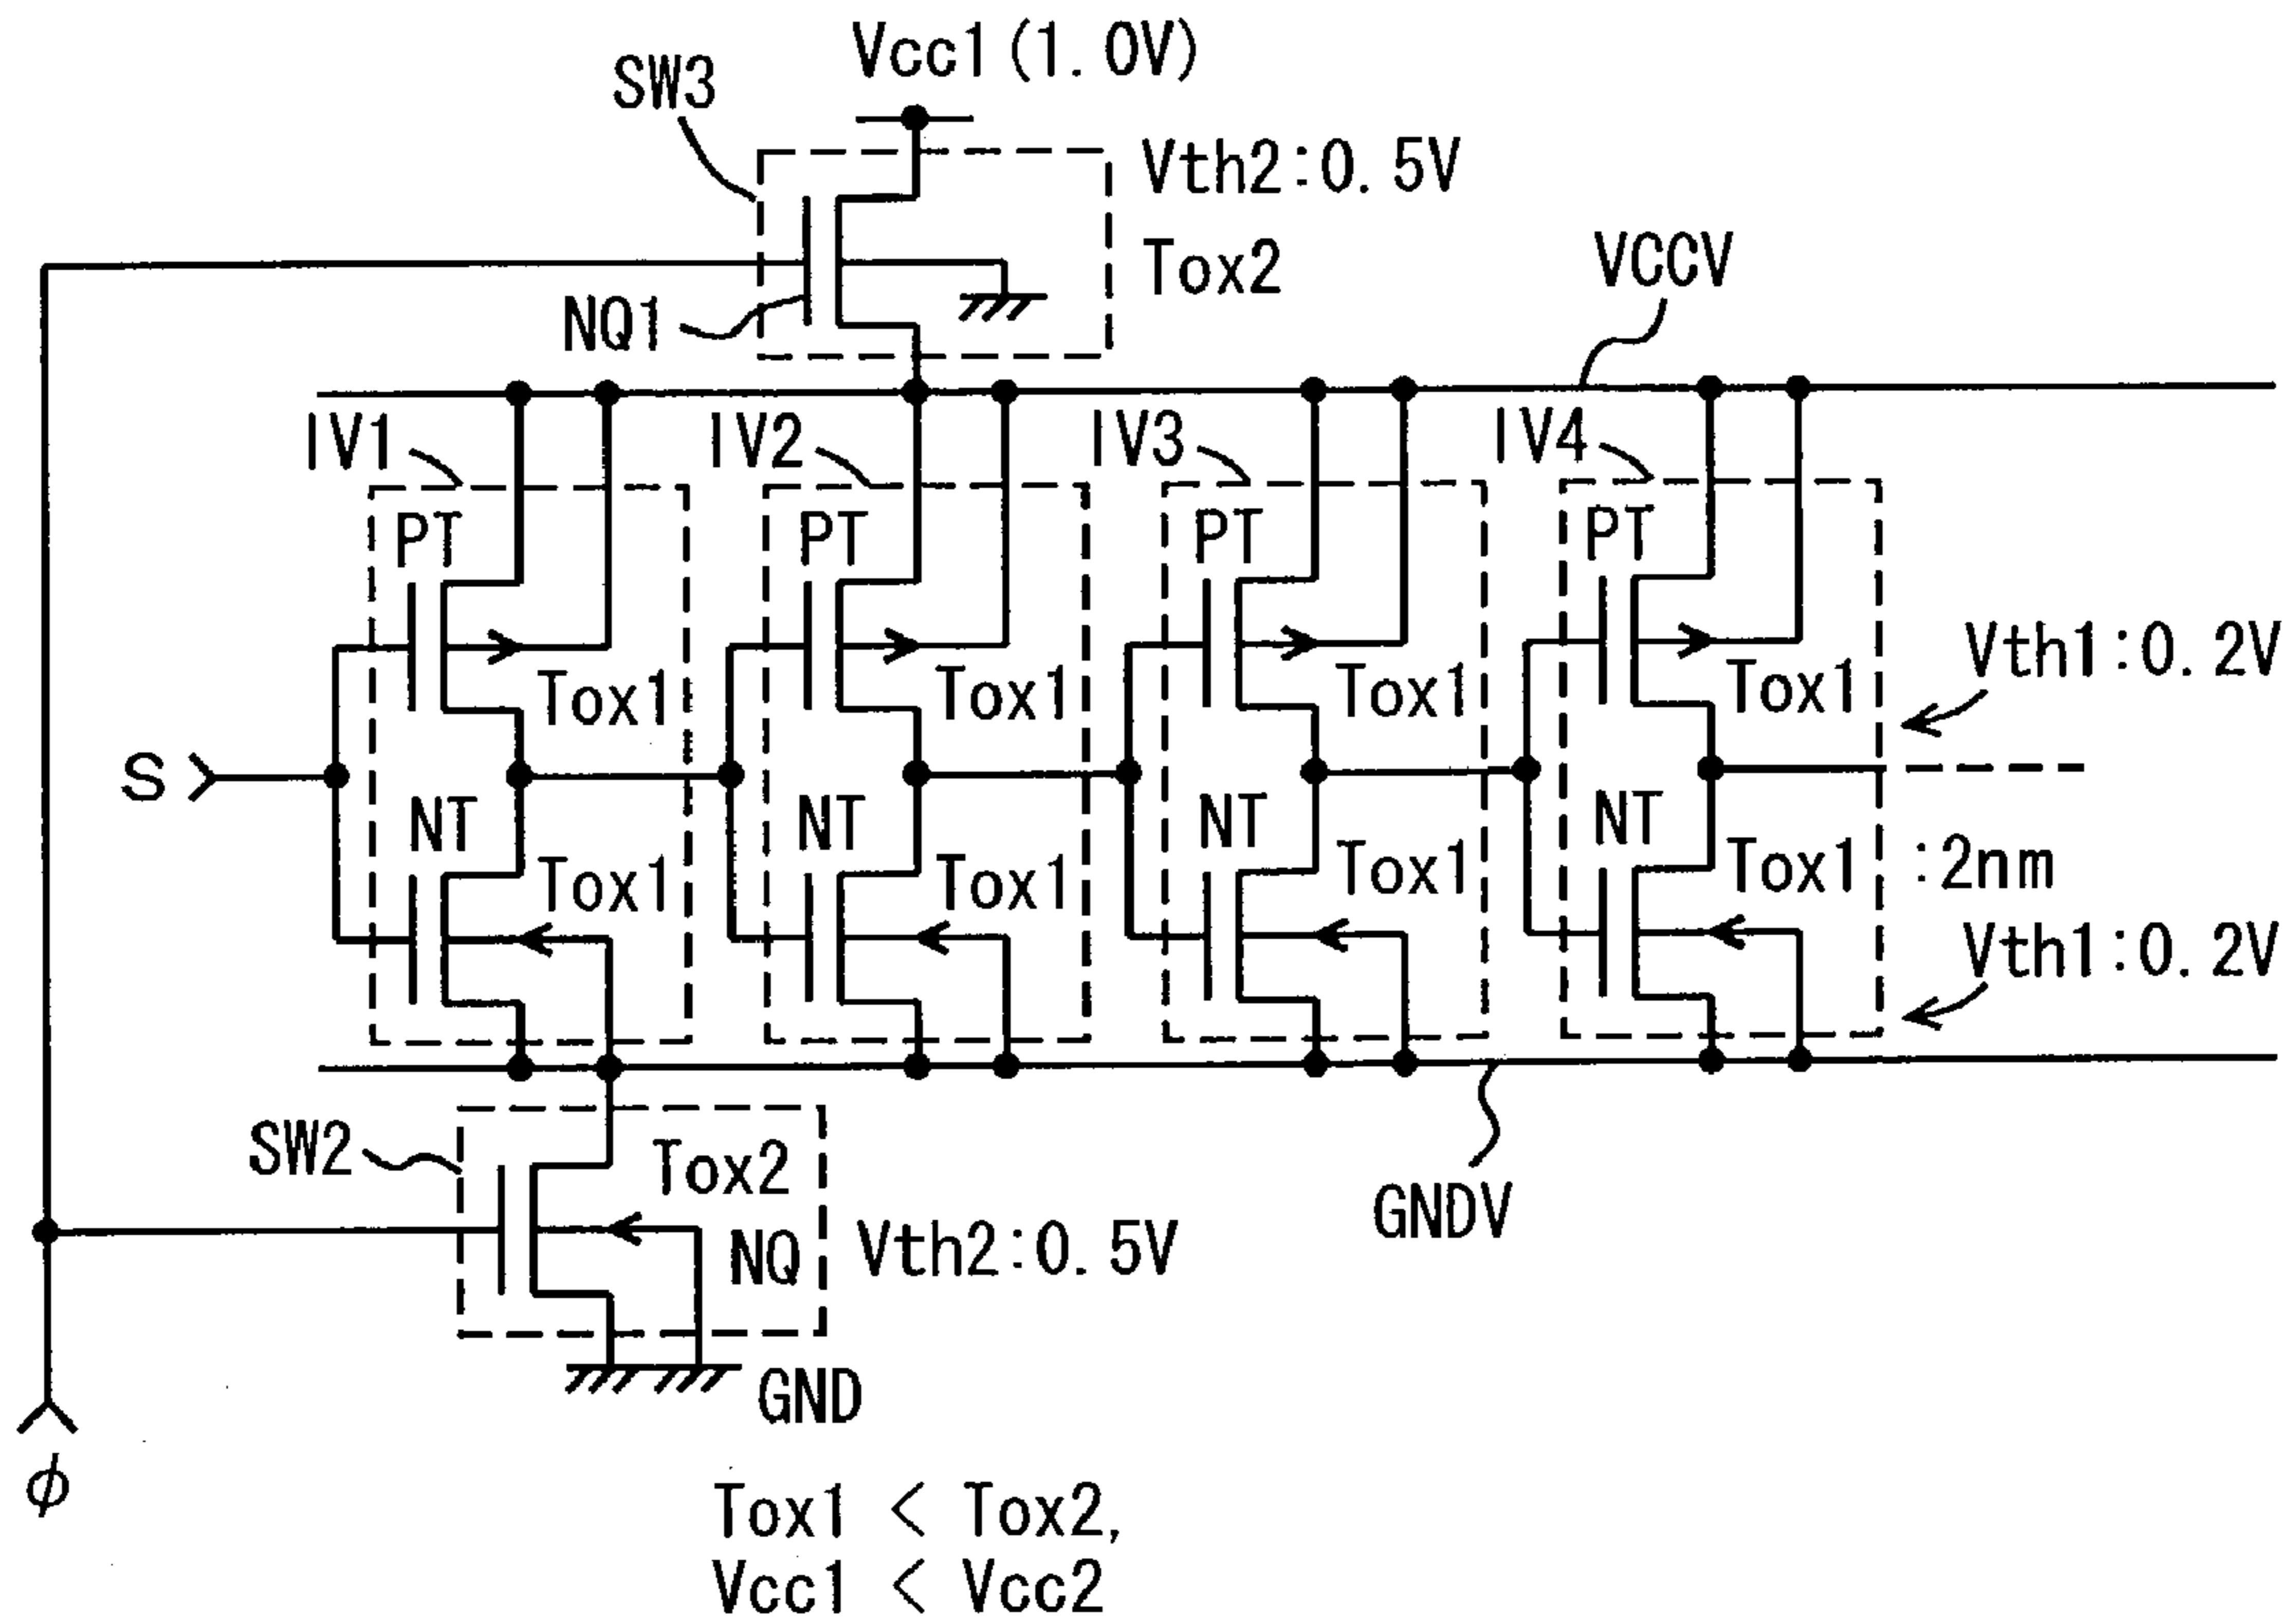 Vcc1(1.0V)
SW3
Vth2:0.5V
Tox2
NQ1
VCCV
IV1
IV2
IV3
IV4
PT
PT
PT
PT
Tox1
Tox1
Tox1
Tox1
Vth1:0.2V
S
NT
NT
NT
NT
Tox1
Tox1
Tox1
Tox1 :2nm
Vth1:0.2V
SW2
Tox2
NQ
Vth2:0.5V
GNDV
GND
φ
Tox1 < Tox2,
Vcc1 < Vcc2